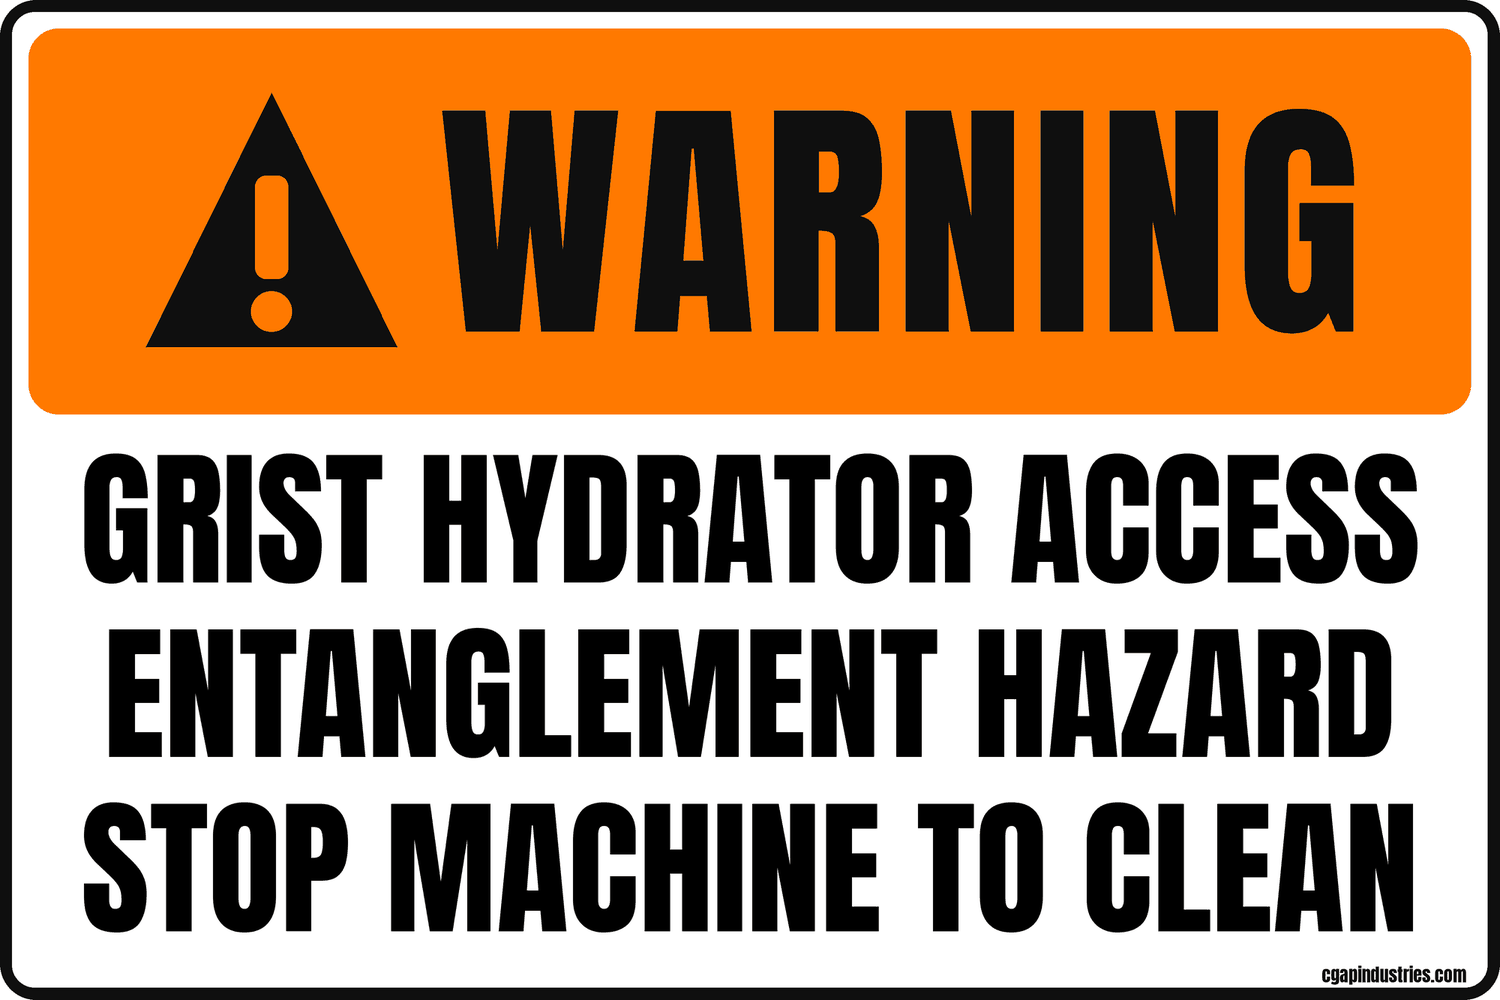 WARNING
GRIST HYDRATOR ACCESS
ENTANGLEMENT HAZARD
STOP MACHINE TO CLEAN
cgapindustries.com